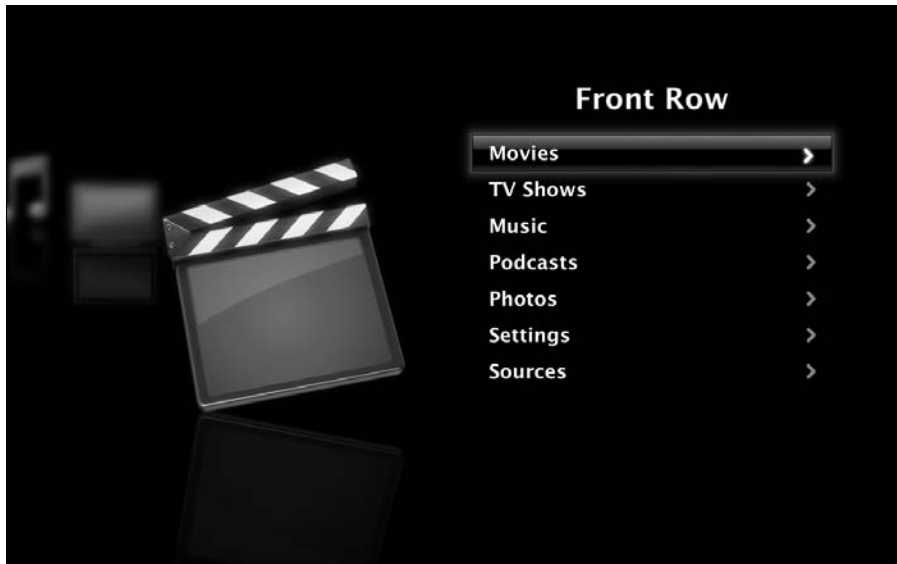 Front Row
Movies
TV Shows
Music
Podcasts
Photos
Settings
Sources